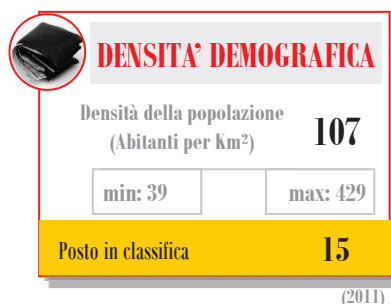 DENSITA' DEMOGRAFICA
Densità della popolazione
(Abitanti per Km²)
107
min: 39
max: 429
Posto in classifica
15
(2011)